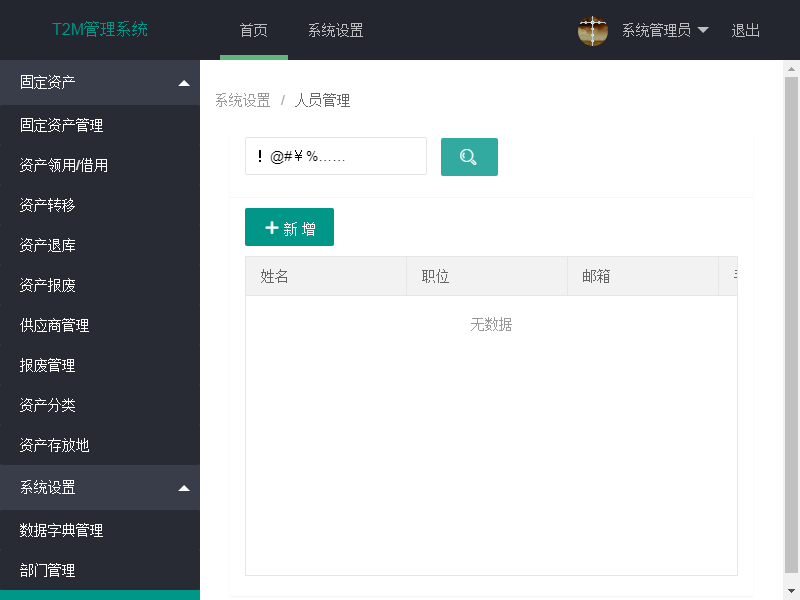 T2M管理系统
首页
系统设置
系统管理员
退出
固定资产
固定资产管理
资产领用/借用
资产转移
资产退库
资产报废
供应商管理
报废管理
资产分类
资产存放地
系统设置
数据字典管理
部门管理
系统设置 / 人员管理
！@#￥%……
新增
姓名 职位 邮箱
无数据